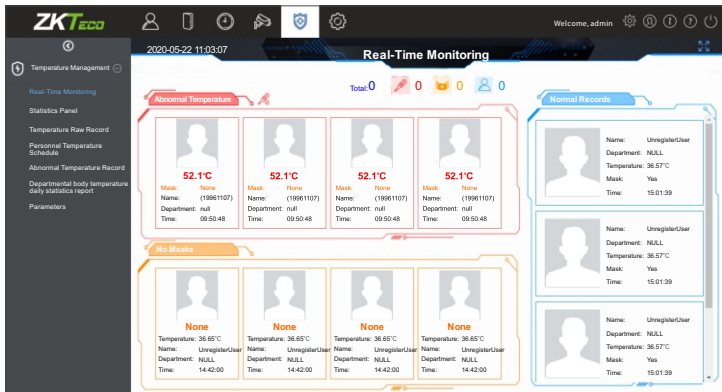 ZKTECO
Welcome, admin
2020-05-22 11:03:07
Real-Time Monitoring
Temperature Management
Real-Time Monitoring
Statistics Panel
Temperature Raw Record
Personnal Temperature
Schedule
Abnormal Temperature Record
Departmental body temperature
daily statistics report
Parameters
Total:0 0 0 0
Abnormal Temperature
52.1°C
Mask: None
Name: (19961107)
Department: null
Time: 09:50:48
52.1°C
Mask: None
Name: (19961107)
Department: null
Time: 09:50:48
52.1°C
Mask: None
Name: (19961107)
Department: null
Time: 09:50:48
52.1°C
Mask: None
Name: (19961107)
Department: null
Time: 09:50:48
No Masks
None
Temperature: 36.65°C
Name: UnregisterUser
Department: NULL
Time: 14:42:00
None
Temperature: 36.65°C
Name: UnregisterUser
Department: NULL
Time: 14:42:00
None
Temperature: 36.65°C
Name: UnregisterUser
Department: NULL
Time: 14:42:00
None
Temperature: 36.65°C
Name: UnregisterUser
Department: NULL
Time: 14:42:00
Normal Records
Name: UnregisterUser
Department: NULL
Temperature: 36.57°C
Mask: Yes
Time: 15:01:39
Name: UnregisterUser
Department: NULL
Temperature: 36.57°C
Mask: Yes
Time: 15:01:39
Name: UnregisterUser
Department: NULL
Temperature: 36.57°C
Mask: Yes
Time: 15:01:39